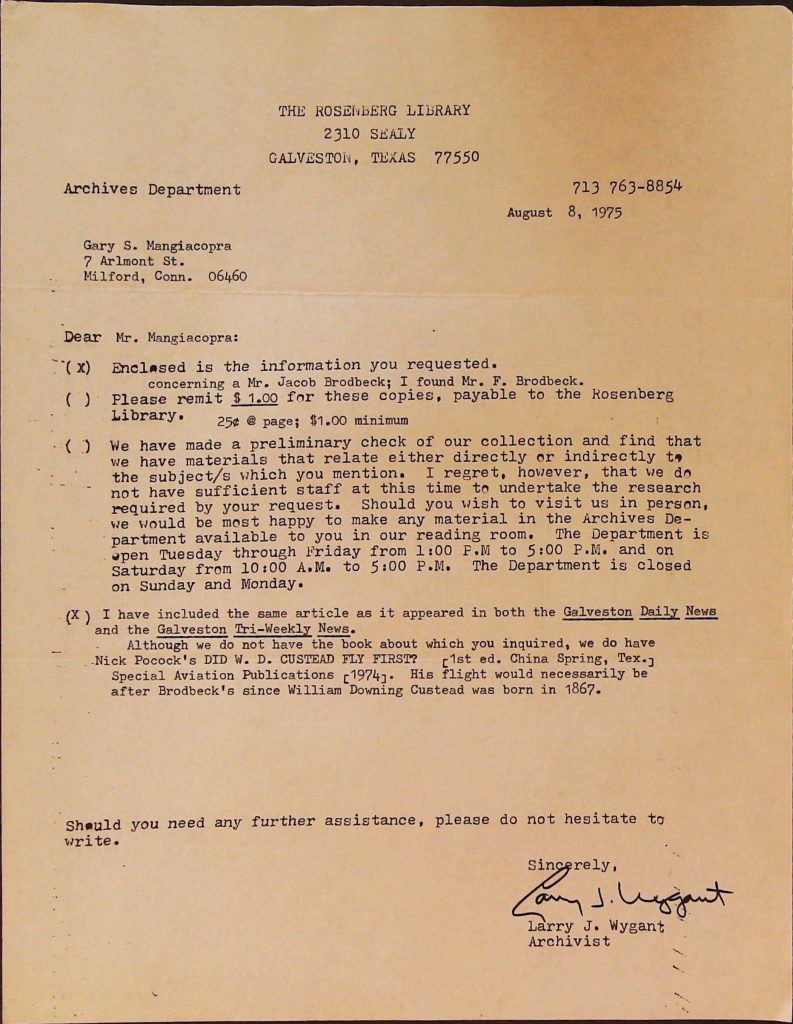 THE ROSENBERG LIBRARY
2310 SEALY
GALVESTON, TEXAS 77550
Archives Department
713 763-8854
August 8, 1975
Gary S. Mangiacopra
7 Arlmont St.
Milford, Conn. 06460
Dear Mr. Mangiacopra:
(X) Enclosed is the information you requested.
concerning a Mr. Jacob Brodbeck; I found Mr. F. Brodbeck.
( ) Please remit $ 1.00 for these copies, payable to the Rosenberg
Library. 25¢ @ page; $1.00 minimum
( ) We have made a preliminary check of our collection and find that
we have materials that relate either directly or indirectly to
the subject/s which you mention. I regret, however, that we do
not have sufficient staff at this time to undertake the research
required by your request. Should you wish to visit us in person,
we would be most happy to make any material in the Archives De-
partment available to you in our reading room. The Department is
open Tuesday through Friday from 1:00 P.M to 5:00 P.M. and on
Saturday from 10:00 A.M. to 5:00 P.M. The Department is closed
on Sunday and Monday.
(X ) I have included the same article as it appeared in both the Galveston Daily News
and the Galveston Tri-Weekly News.
Although we do not have the book about which you inquired, we do have
Nick Pocock's DID W. D. CUSTEAD FLY FIRST? [1st ed. China Spring, Tex.]
Special Aviation Publications [1974]. His flight would necessarily be
after Brodbeck's since William Downing Custead was born in 1867.
Should you need any further assistance, please do not hesitate to
write.
Sincerely,
Larry J. Wygant
Larry J. Wygant
Archivist